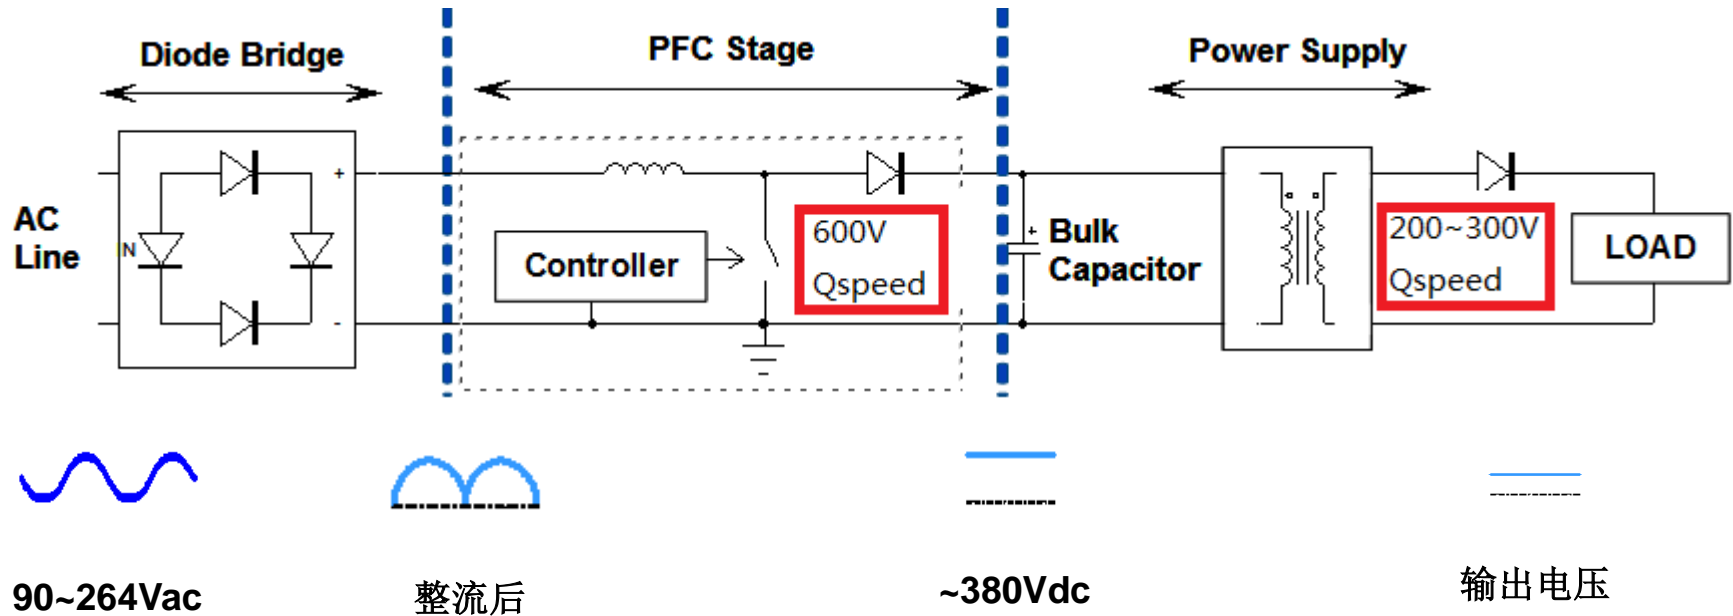 Diode Bridge
PFC Stage
Power Supply
AC
Line
N
+
-
Controller
600V
Qspeed
+
Bulk
Capacitor
200~300V
Qspeed
LOAD
90~264Vac
整流后
~380Vdc
输出电压